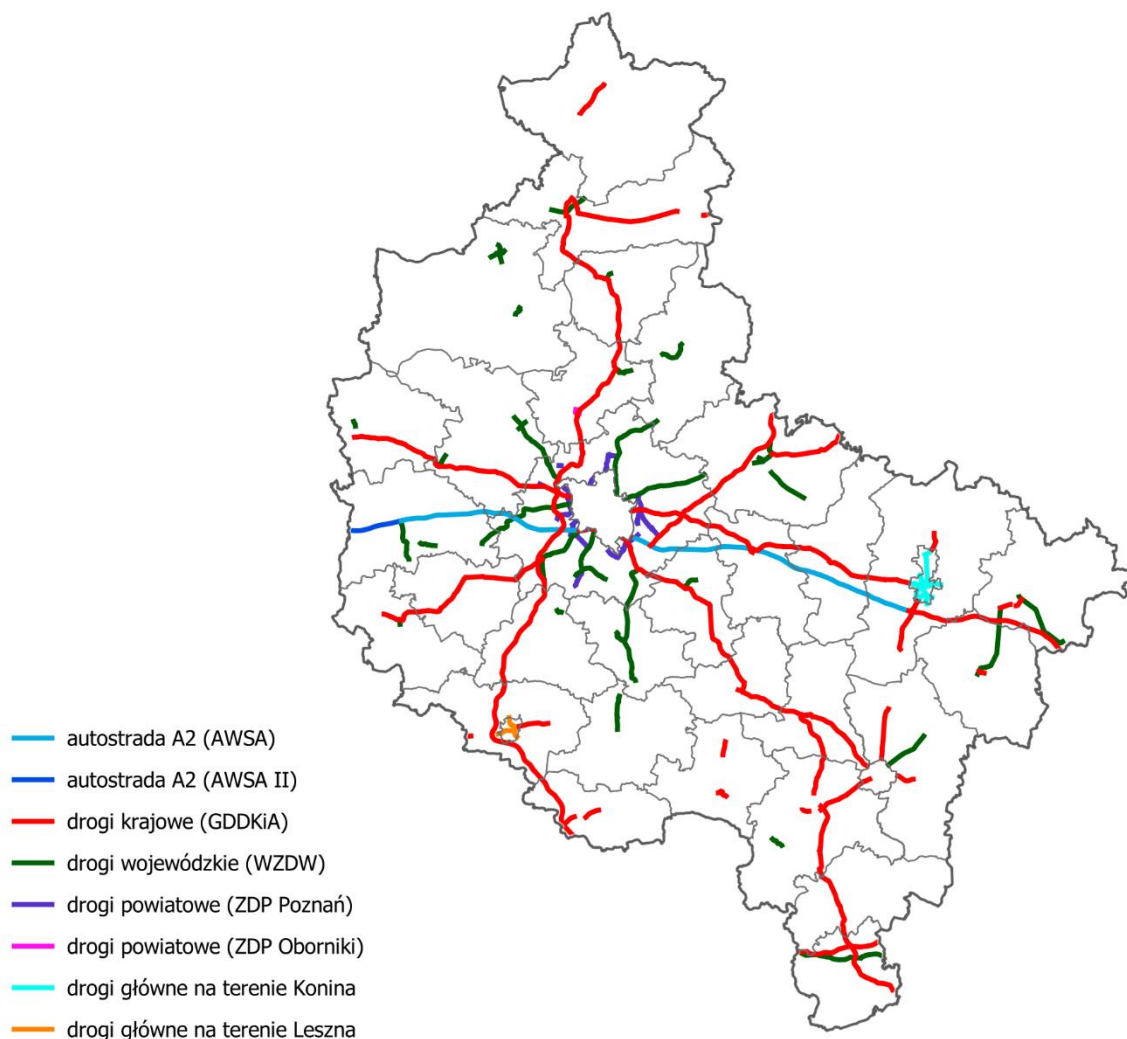 autostrada A2 (AWSA)
autostrada A2 (AWSA II)
drogi krajowe (GDDKiA)
drogi wojewódzkie (WZDW)
drogi powiatowe (ZDP Poznań)
drogi powiatowe (ZDP Oborniki)
drogi główne na terenie Konina
drogi główne na terenie Leszna